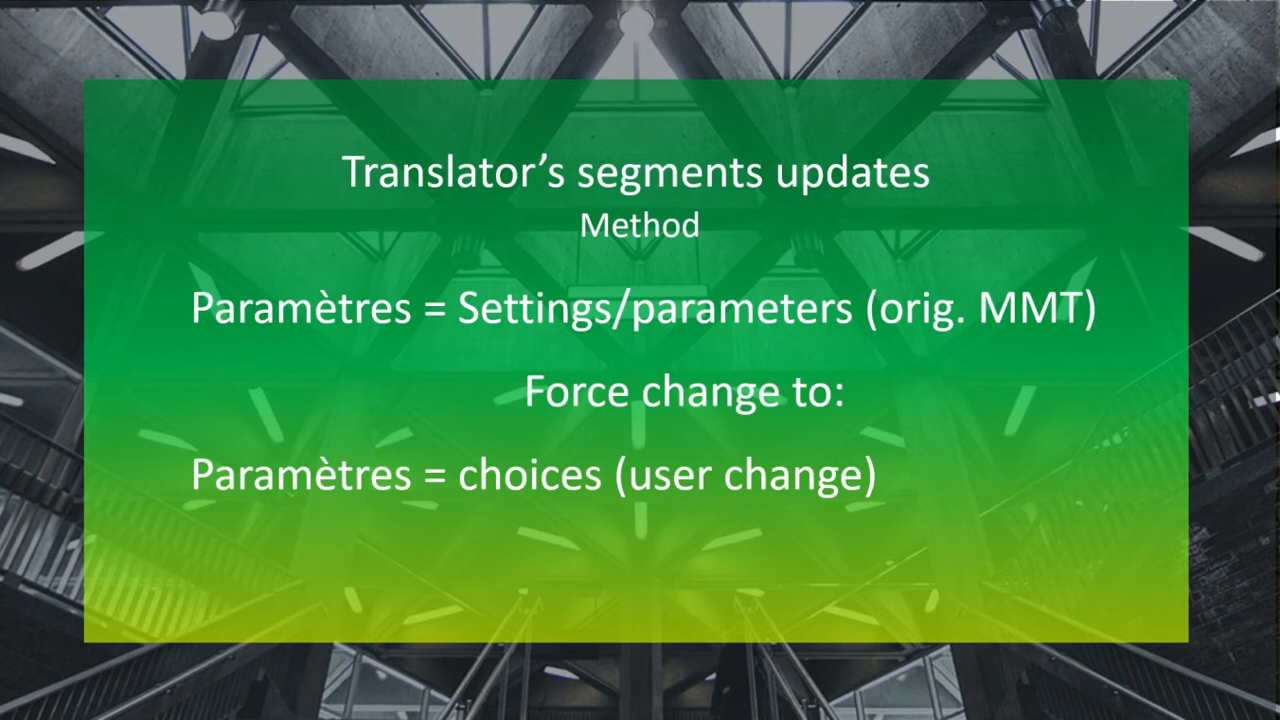 Translator’s segments updates
Method
Paramètres = Settings/parameters (orig. MMT)
Force change to:
Paramètres = choices (user change)